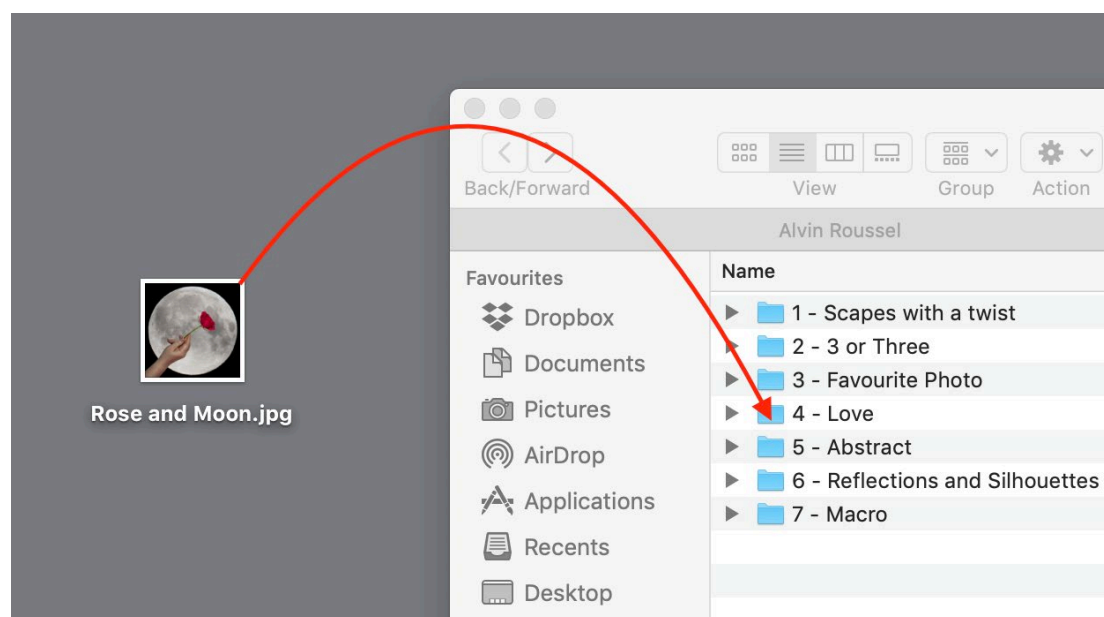 Rose and Moon.jpg
Back/Forward
View
Group
Action
Alvin Roussel
Favourites
Dropbox
Documents
Pictures
AirDrop
Applications
Recents
Desktop
Name
1 - Scapes with a twist
2 - 3 or Three
3 - Favourite Photo
4 - Love
5 - Abstract
6 - Reflections and Silhouettes
7 - Macro